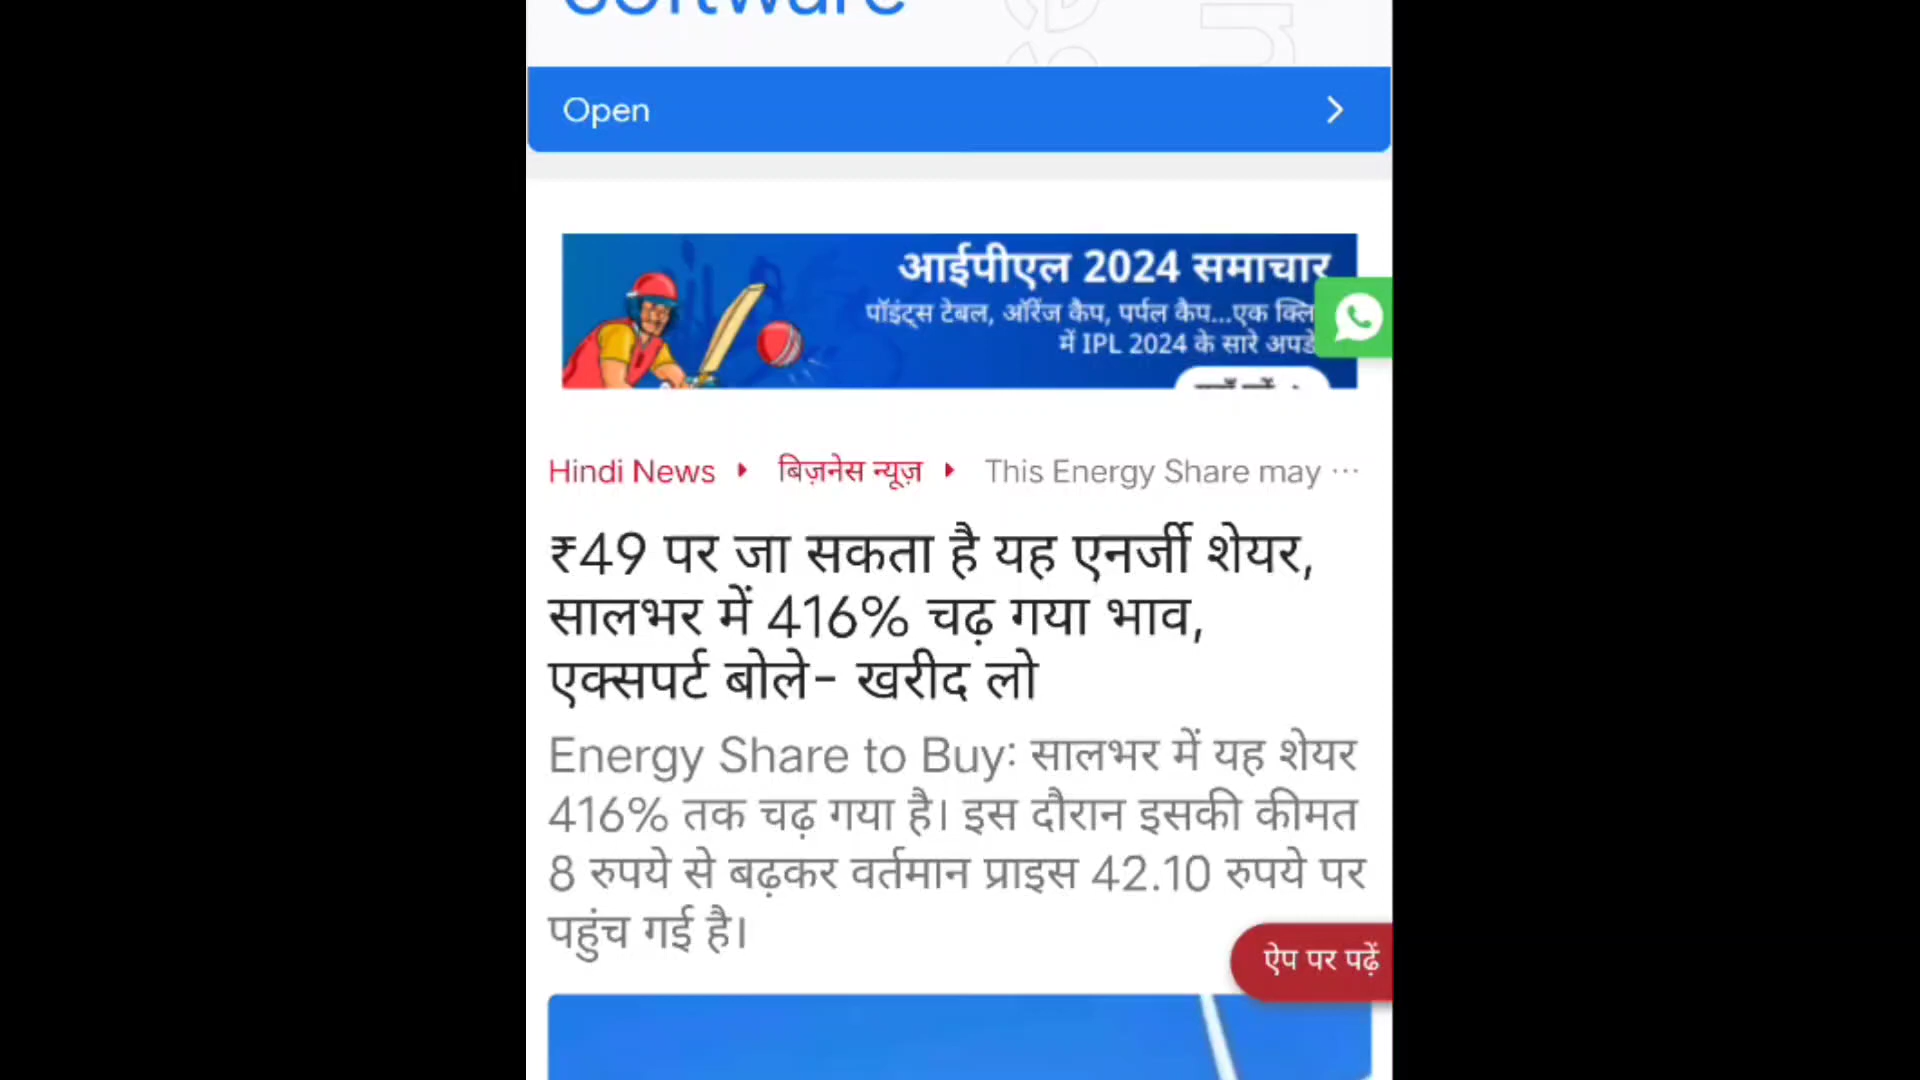 Software
Open
आईपीएल 2024 समाचार
पॉइंट्स टेबल, ऑरेंज कैप, पर्पल कैप...एक क्लि
में IPL 2024 के सारे अपडे
Hindi News बिज़नेस न्यूज़ This Energy Share may ...
₹49 पर जा सकता है यह एनर्जी शेयर,
सालभर में 416% चढ़ गया भाव,
एक्सपर्ट बोले- खरीद लो
Energy Share to Buy: सालभर में यह शेयर
416% तक चढ़ गया है। इस दौरान इसकी कीमत
8 रुपये से बढ़कर वर्तमान प्राइस 42.10 रुपये पर
पहुंच गई है।
ऐप पर पढ़ें